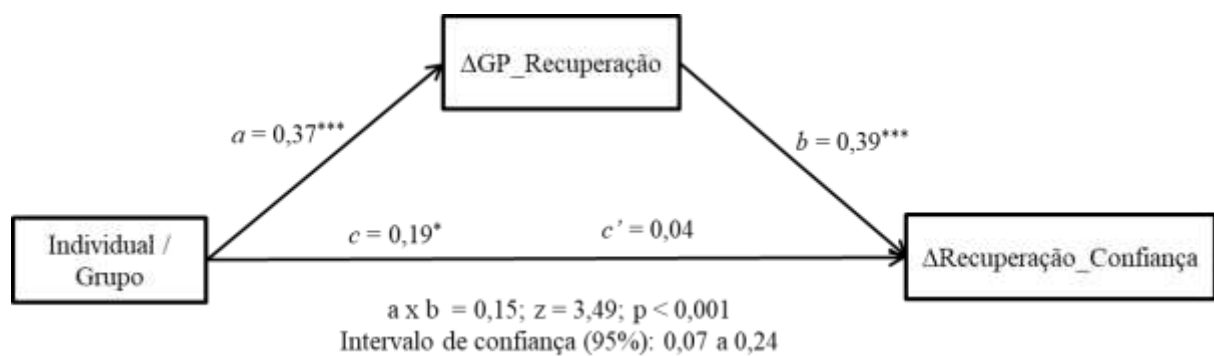 ΔGP_Recuperação
a = 0,37***
b = 0,39***
Individual /
Grupo
c = 0,19*
c’ = 0,04
ΔRecuperação_Confiança
a x b = 0,15; z = 3,49; p < 0,001
Intervalo de confiança (95%): 0,07 a 0,24